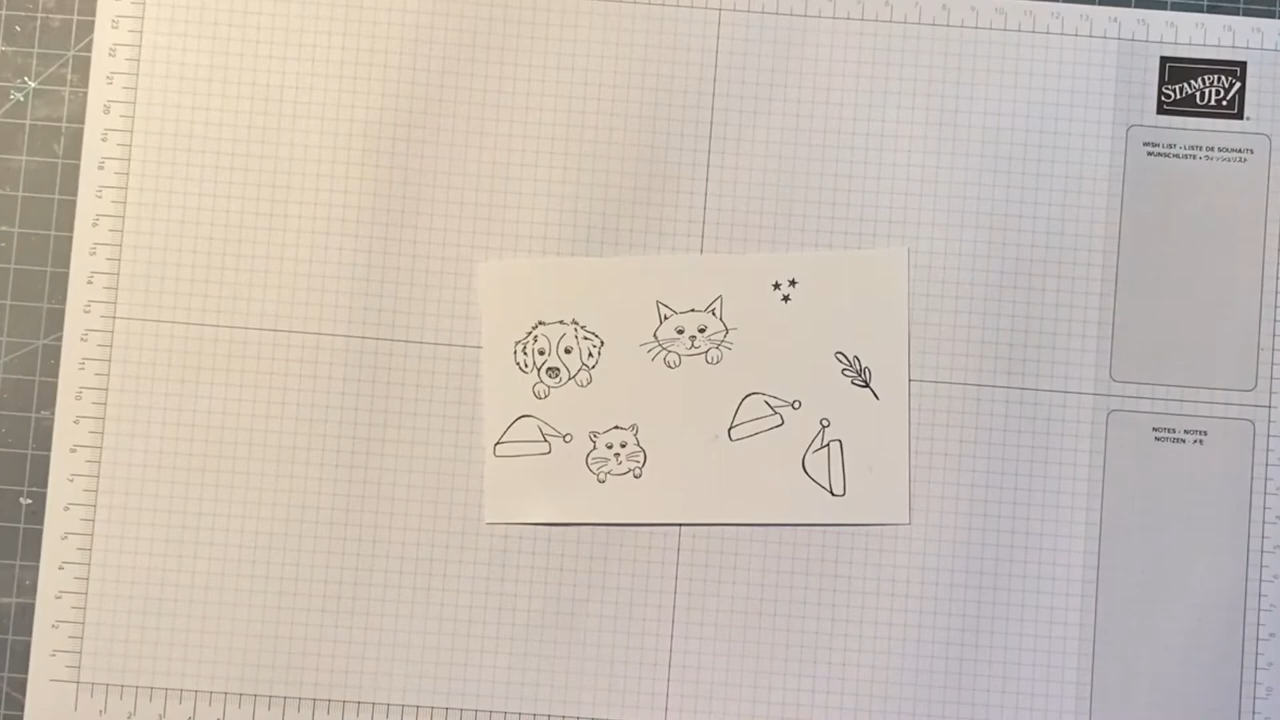 STAMPIN' UP!
WISH LIST • LISTE DE SOUHAITS
WUNSCHLISTE • ウィッシュリスト
NOTES • NOTES
NOTIZEN • メモ